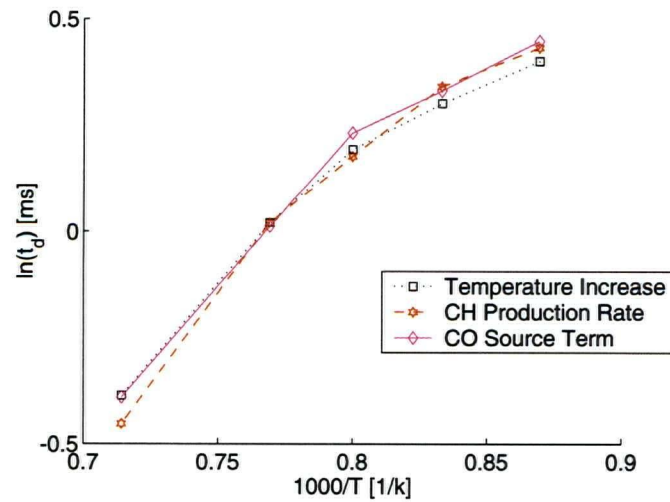 0.5
0
-0.5
ln(t_d) [ms]
Temperature Increase
CH Production Rate
CO Source Term
0.7
0.75
0.8
0.85
0.9
1000/T [1/k]